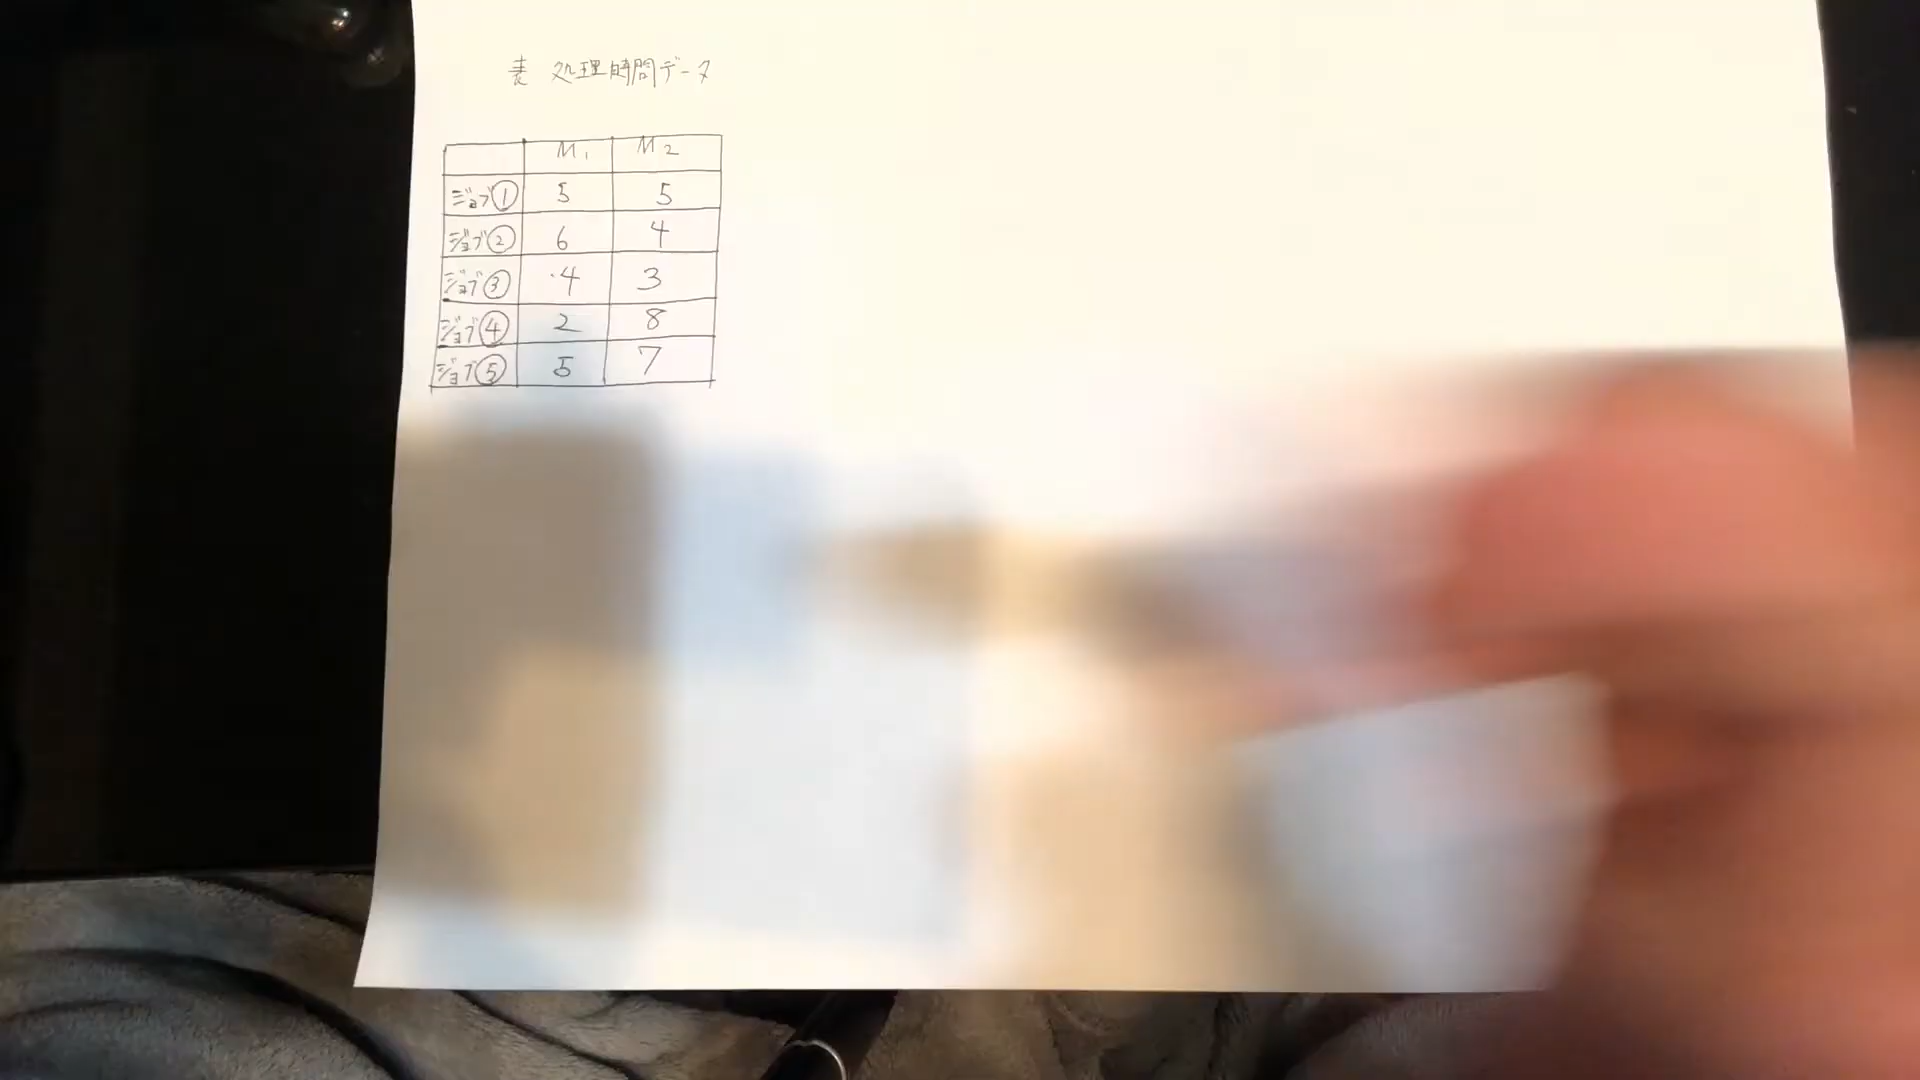 表 処理時間データ
M1 M2
ジョブ① 5 5
ジョブ② 6 4
ジョブ③ 4 3
ジョブ④ 2 8
ジョブ⑤ 5 7